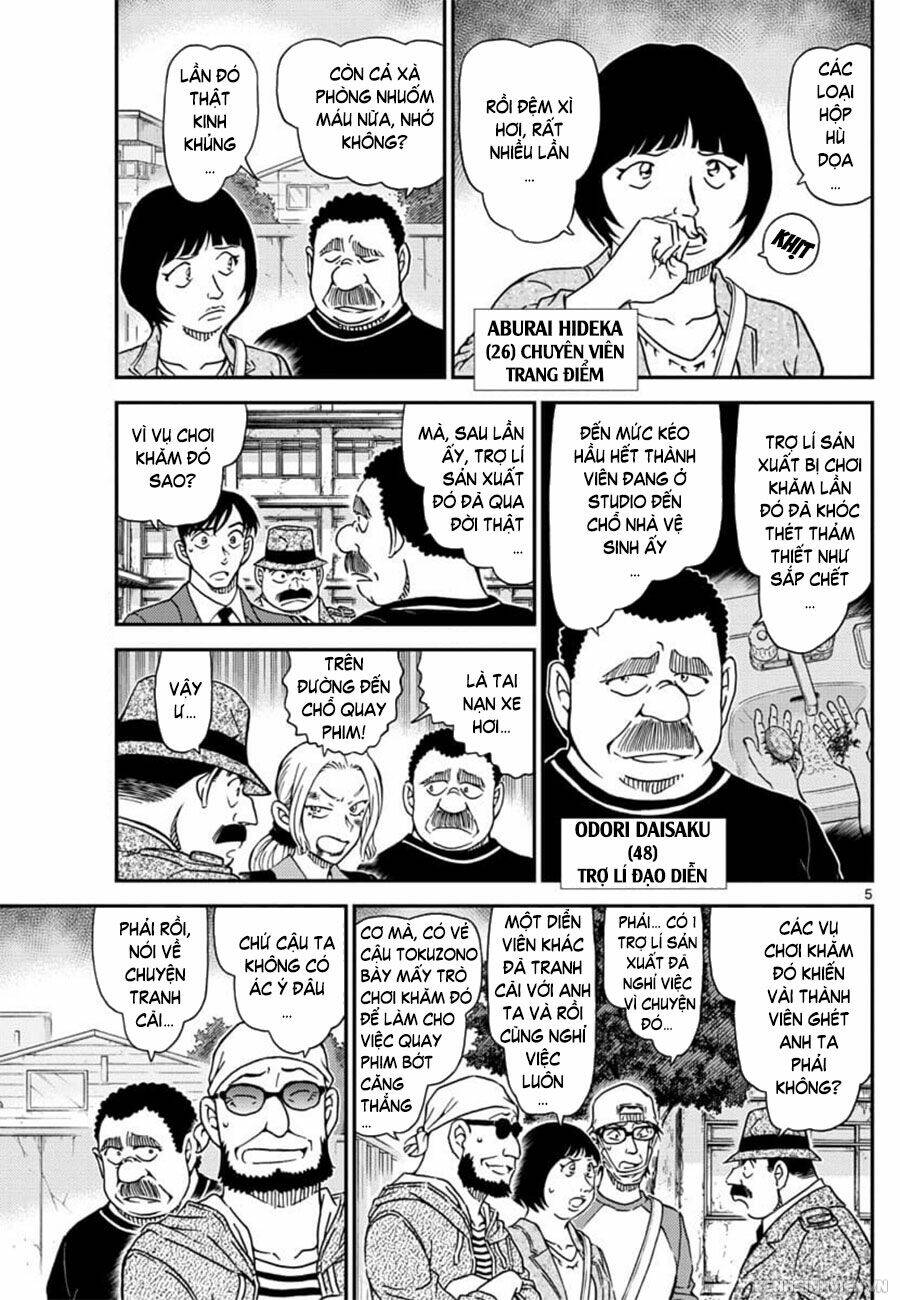 CÁC
LOẠI
HỘP
HÙ
DỌA
...
KHỊT
RỒI ĐỆM XÌ
HƠI, RẤT
NHIỀU LẦN
...
ABURAI HIDEKA
(26) CHUYÊN VIÊN
TRANG ĐIỂM
CÒN CẢ XÀ
PHÒNG NHUỐM
MÁU NỮA, NHỚ
KHÔNG?
LẦN ĐÓ
THẬT
KINH
KHỦNG
...
TRỢ LÍ SẢN
XUẤT BỊ CHƠI
KHĂM LẦN
ĐÓ ĐÃ KHÓC
THÉT THẢM
THIẾT NHƯ
SẮP CHẾT
...
ĐẾN MỨC KÉO
HẦU HẾT THÀNH
VIÊN ĐANG Ở
STUDIO ĐẾN
CHỔ NHÀ VỆ
SINH ẤY
...
ODORI DAISAKU
(48)
TRỢ LÍ ĐẠO DIỄN
MÀ, SAU LẦN
ẤY, TRỢ LÍ
SẢN XUẤT
ĐÓ ĐÃ QUA
ĐỜI THẬT
...
VÌ VỤ CHƠI
KHĂM ĐÓ
SAO?
LÀ TAI
NẠN XE
HƠI...
TRÊN
ĐƯỜNG ĐẾN
CHỔ QUAY
PHIM!
VẬY
Ư...
5
CÁC VỤ
CHƠI KHĂM
ĐÓ KHIẾN
VÀI THÀNH
VIÊN GHÉT
ANH TA
PHẢI
KHÔNG?
PHẢI... CÓ 1
TRỢ LÍ SẢN
XUẤT ĐÃ
NGHỈ VIỆC
VÌ CHUYỆN
ĐÓ...
MỘT DIỂN
VIÊN KHÁC
ĐÃ TRANH
CẢI VỚI ANH
TA VÀ RỒI
CŨNG NGHỈ
VIỆC
LUÔN
...
CƠ MÀ, CÓ VẺ
CẬU TOKUZONO
BÀY MẤY TRÒ
CHƠI KHĂM ĐÓ
ĐỂ LÀM CHO
VIỆC QUAY
PHIM BỚT
CĂNG
THẲNG
...
CHỨ CẬU TA
KHÔNG CÓ
ÁC Ý ĐÂU
...
PHẢI RỒI,
NÓI VỀ
CHUYỆN
TRANH
CẢI...